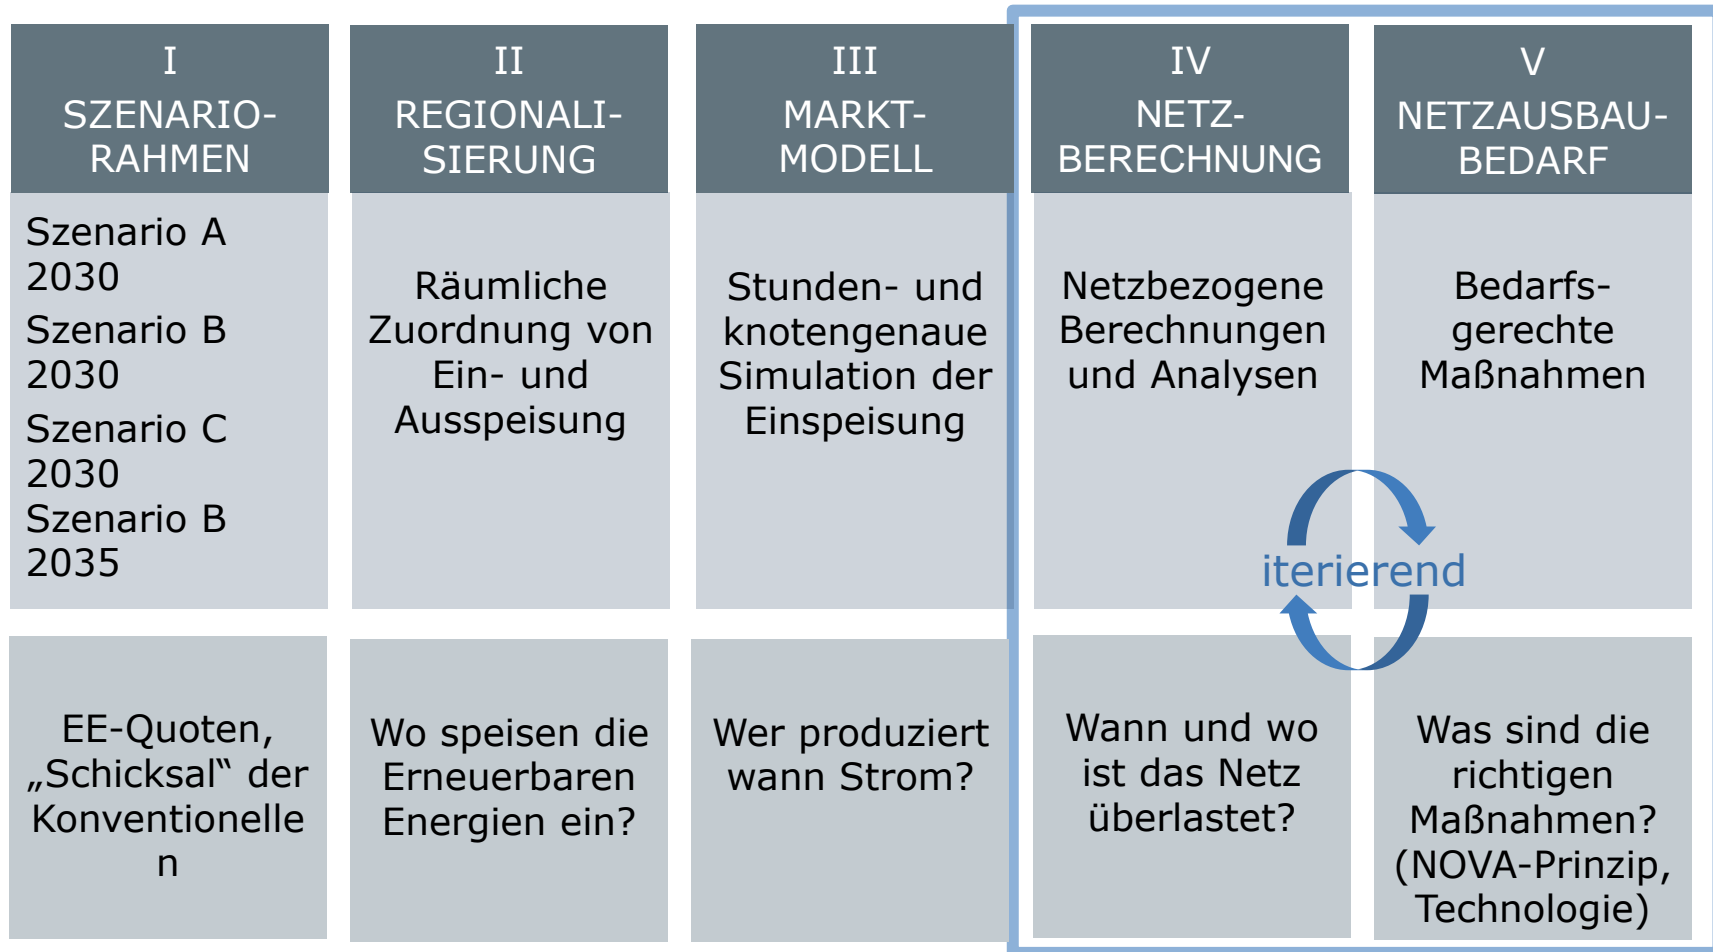 I
SZENARIO-
RAHMEN
II
REGIONALI-
SIERUNG
III
MARKT-
MODELL
IV
NETZ-
BERECHNUNG
V
NETZAUSBAU-
BEDARF
Szenario A
2030
Szenario B
2030
Szenario C
2030
Szenario B
2035
Räumliche
Zuordnung von
Ein- und
Ausspeisung
Stunden- und
knotengenaue
Simulation der
Einspeisung
Netzbezogene
Berechnungen
und Analysen
Bedarfs-
gerechte
Maßnahmen
iterierend
EE-Quoten,
„Schicksal“ der
Konventionelle
n
Wo speisen die
Erneuerbaren
Energien ein?
Wer produziert
wann Strom?
Wann und wo
ist das Netz
überlastet?
Was sind die
richtigen
Maßnahmen?
(NOVA-Prinzip,
Technologie)